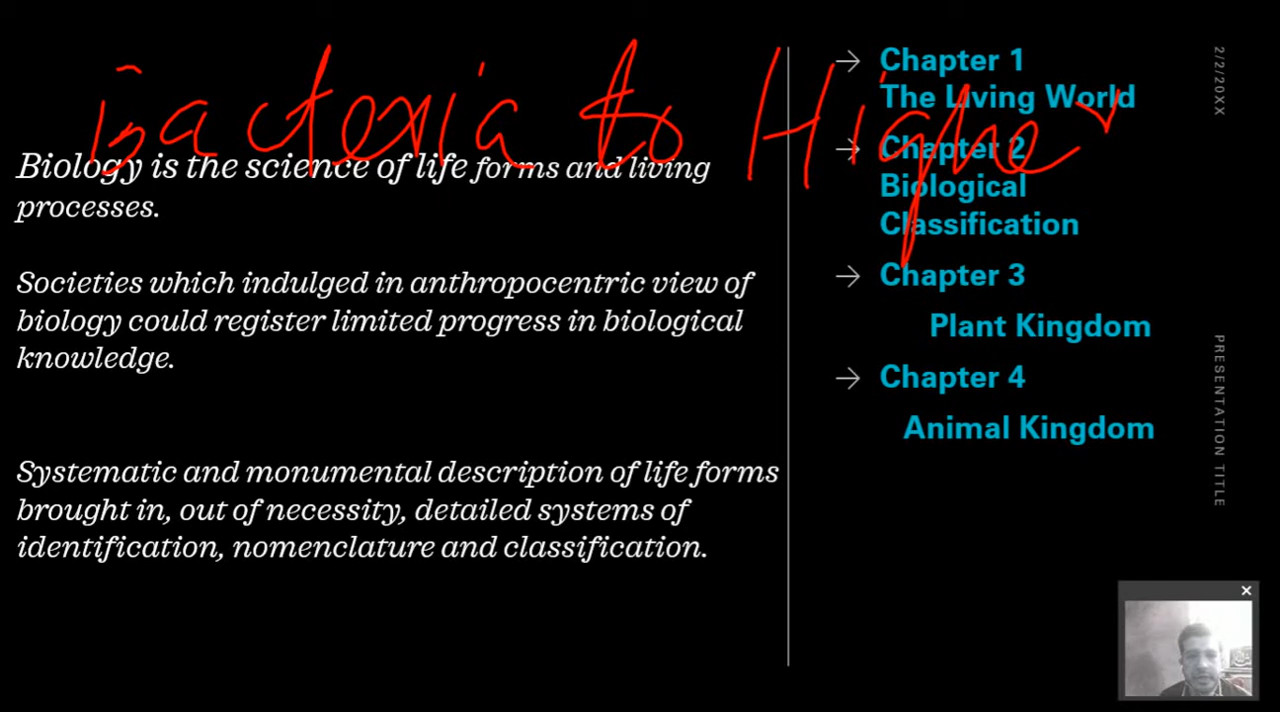 Bacteria to Higher
Biology is the science of life forms and living
processes.
Societies which indulged in anthropocentric view of
biology could register limited progress in biological
knowledge.
Systematic and monumental description of life forms
brought in, out of necessity, detailed systems of
identification, nomenclature and classification.
→ Chapter 1
The Living World
→ Chapter 2
Biological
Classification
→ Chapter 3
Plant Kingdom
→ Chapter 4
Animal Kingdom
2/2/20XX
PRESENTATION TITLE